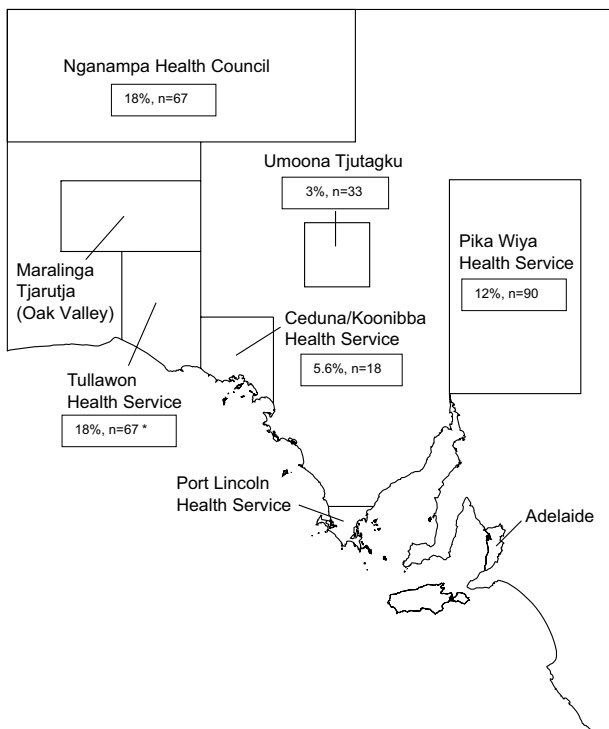 Nganampa Health Council
18%, n=67
Umoona Tjutagku
3%, n=33
Pika Wiya
Health Service
12%, n=90
Maralinga
Tjarutja
(Oak Valley)
Ceduna/Koonibba
Health Service
5.6%, n=18
Tullawon
Health Service
18%, n=67 *
Port Lincoln
Health Service
Adelaide